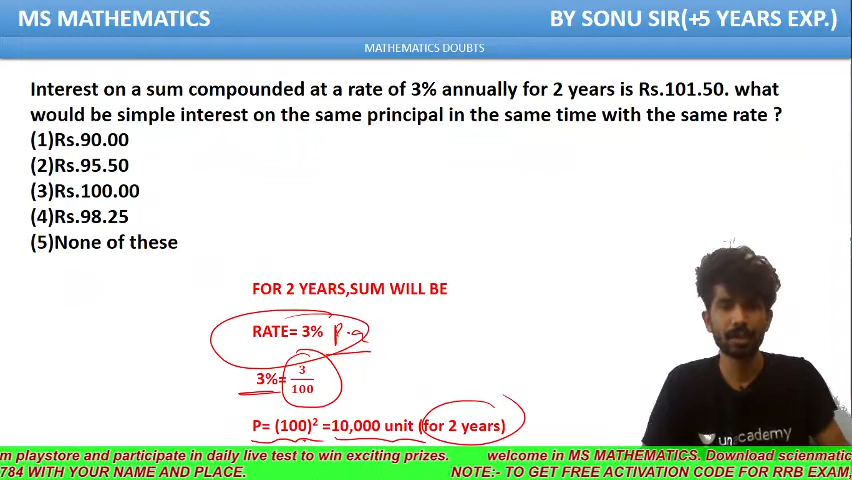 MS MATHEMATICS
BY SONU SIR(+5 YEARS EXP.)
MATHEMATICS DOUBTS
Interest on a sum compounded at a rate of 3% annually for 2 years is Rs.101.50. what
would be simple interest on the same principal in the same time with the same rate ?
(1)Rs.90.00
(2)Rs.95.50
(3)Rs.100.00
(4)Rs.98.25
(5)None of these
FOR 2 YEARS,SUM WILL BE
RATE= 3% p.a
3%= 3/100
P= (100)² =10,000 unit (for 2 years)
unacademy
m playstore and participate in daily live test to win exciting prizes. welcome in MS MATHEMATICS. Download scienmatic
784 WITH YOUR NAME AND PLACE. NOTE:- TO GET FREE ACTIVATION CODE FOR RRB EXAM,